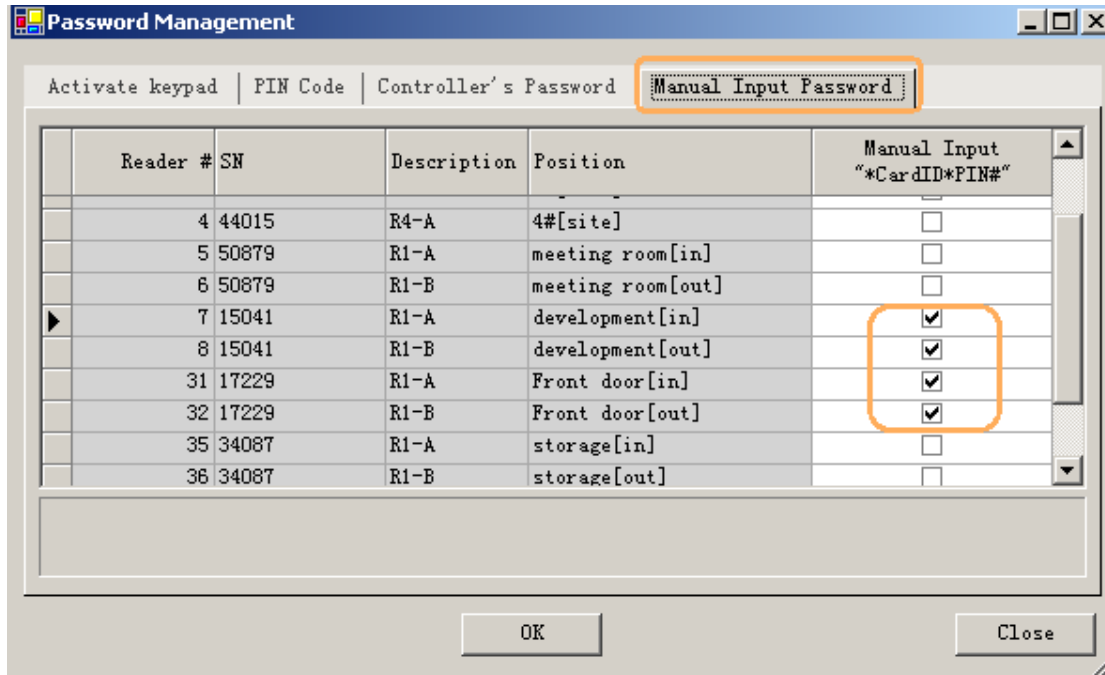 Password Management
Activate keypad | PIN Code | Controller's Password | Manual Input Password
Reader # SN Description Position Manual Input
"*CardID*PIN#"
4 44015 R4-A 4#[site]
5 50879 R1-A meeting room[in]
6 50879 R1-B meeting room[out]
7 15041 R1-A development[in]
8 15041 R1-B development[out]
31 17229 R1-A Front door[in]
32 17229 R1-B Front door[out]
35 34087 R1-A storage[in]
36 34087 R1-B storage[out]
OK Close